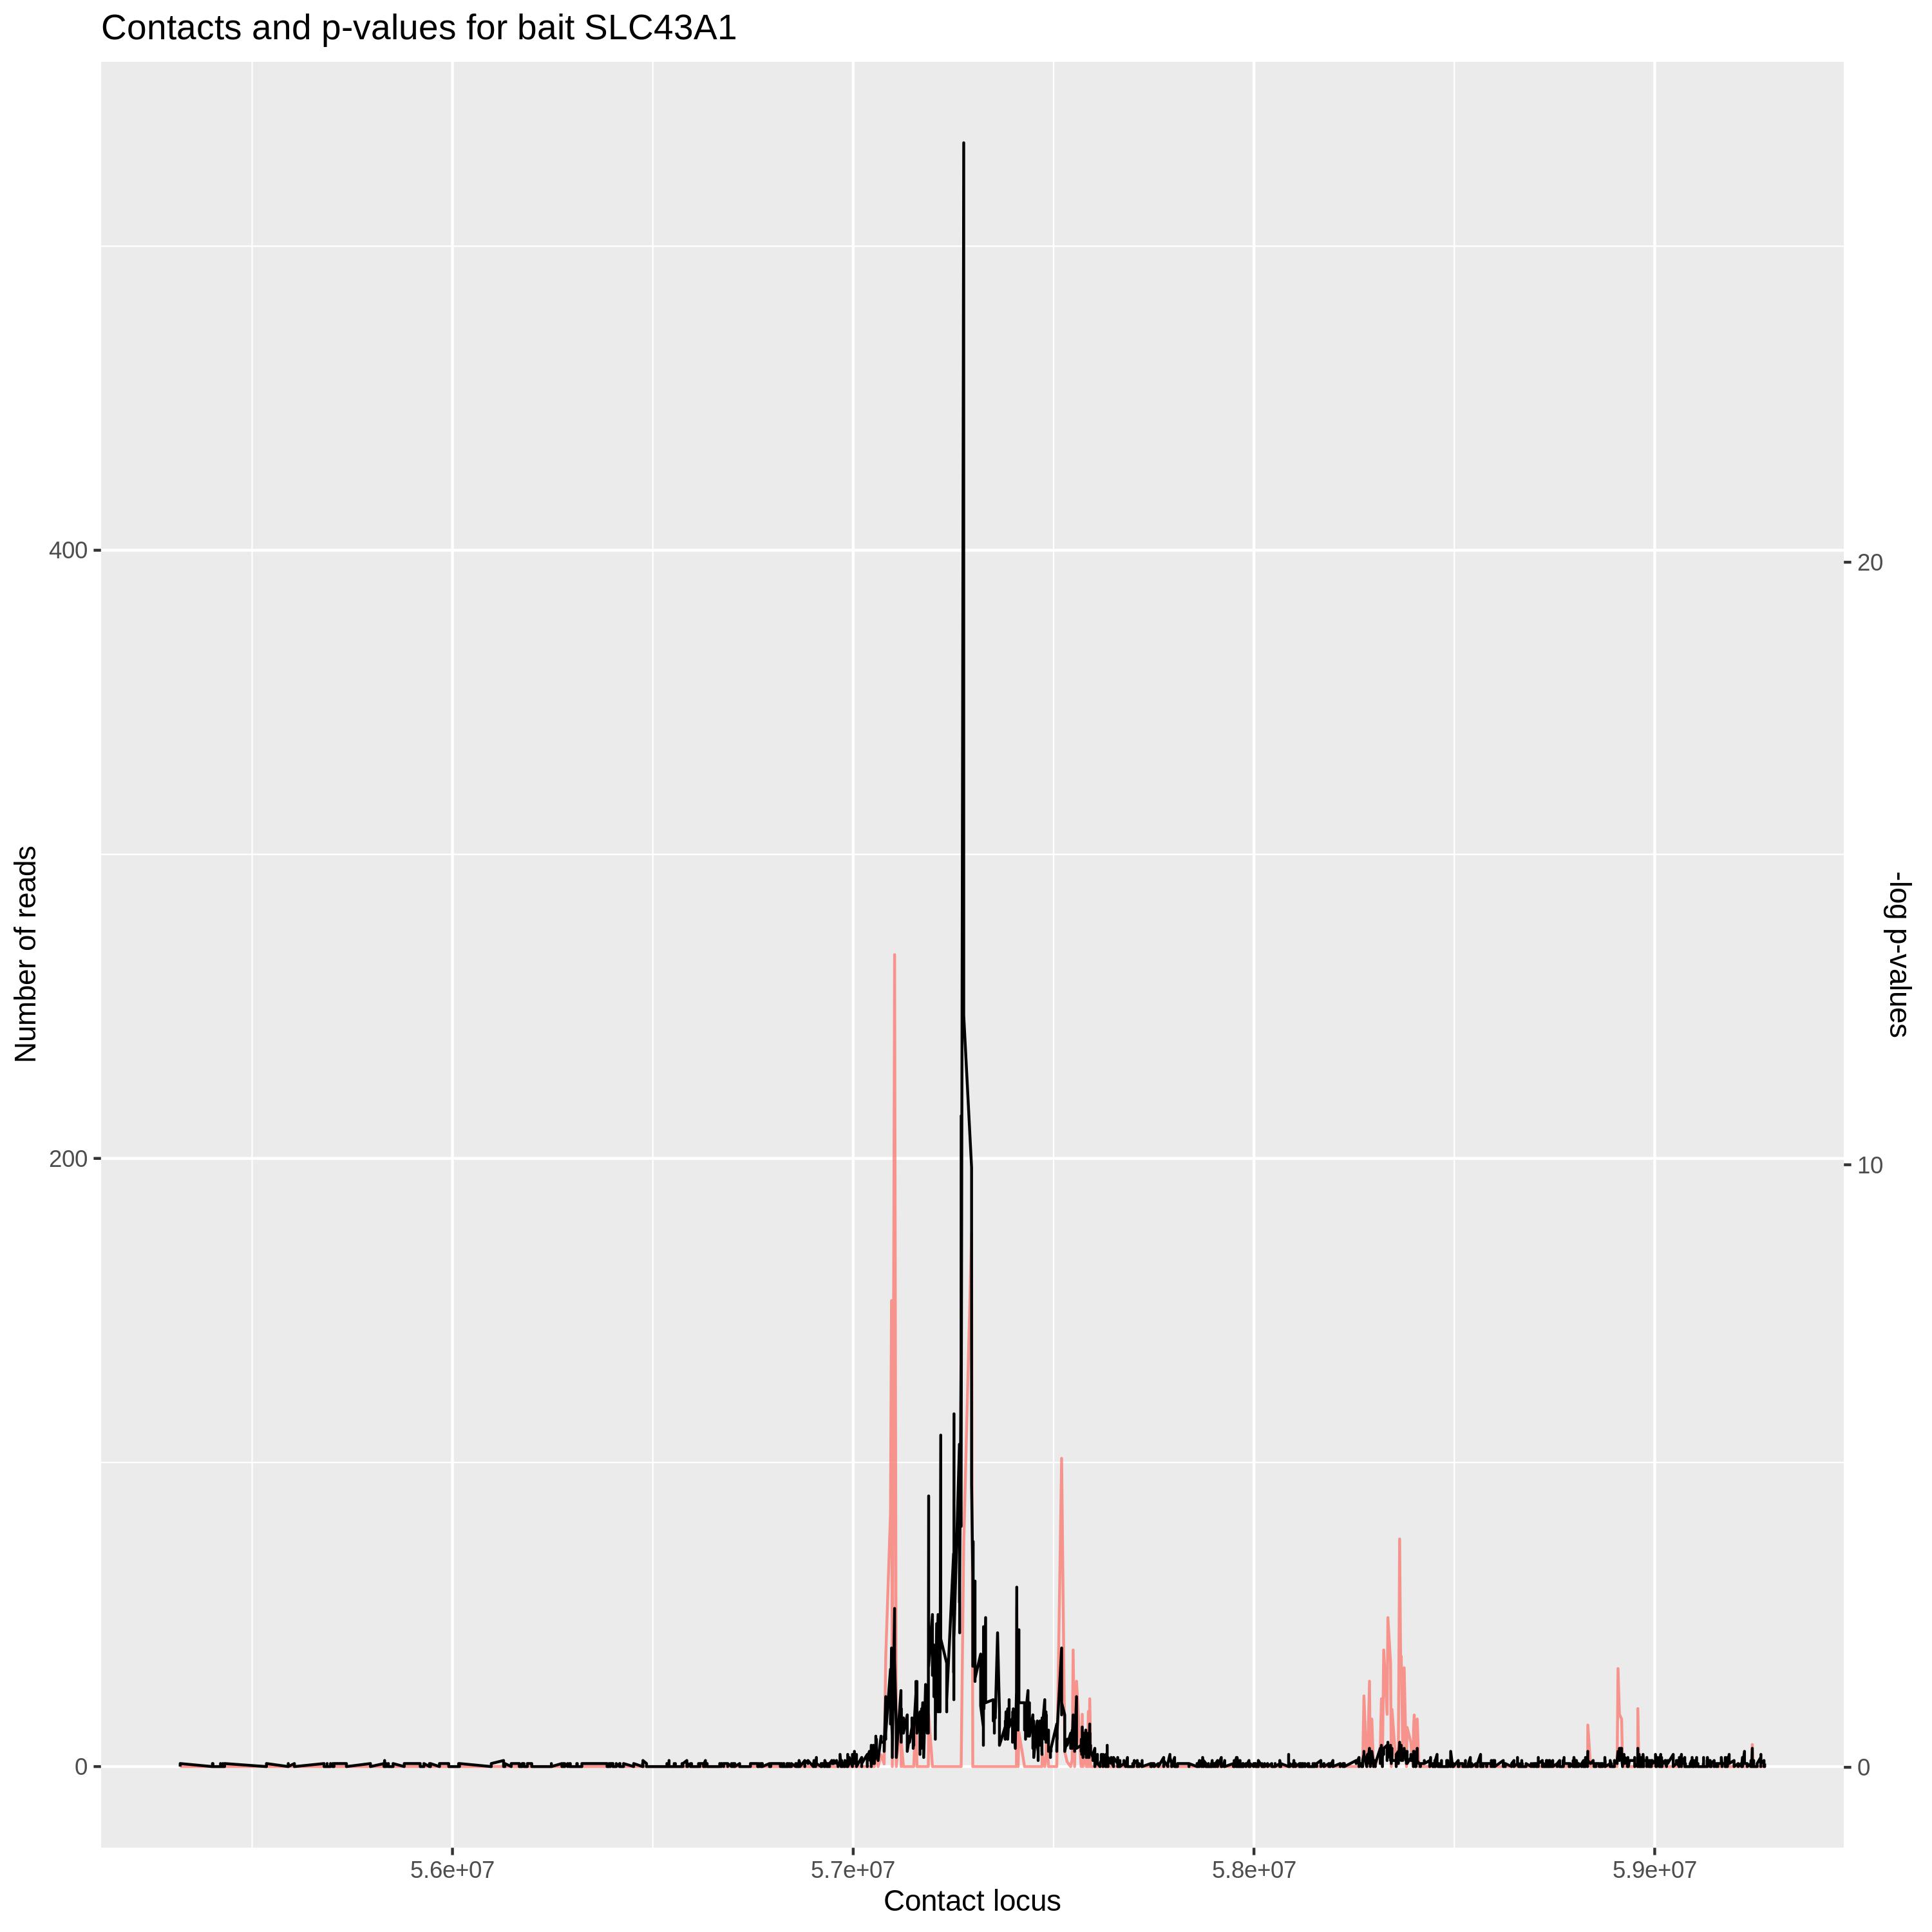 Contacts and p-values for bait SLC43A1
Number of reads
400
200
0
20
10
0
-log p-values
5.6e+07
5.7e+07
5.8e+07
5.9e+07
Contact locus